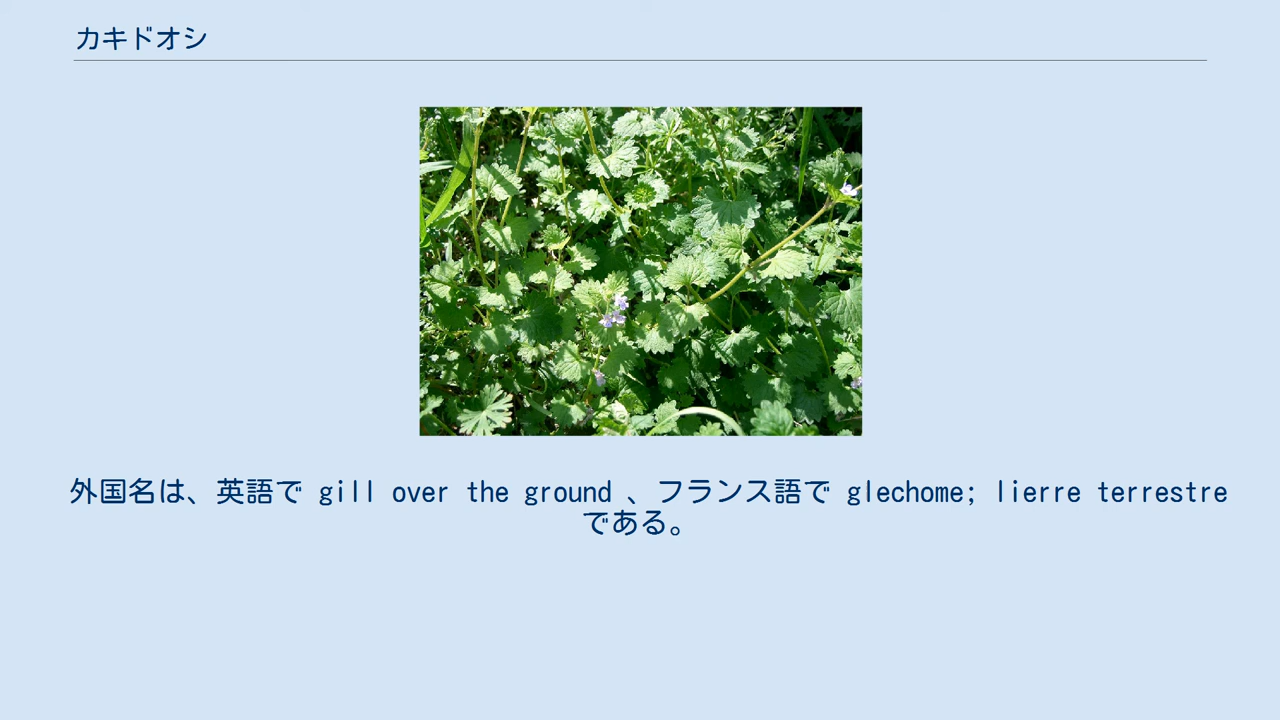 カキドオシ
外国名は、英語で gill over the ground 、フランス語で glechome; lierre terrestre
である。